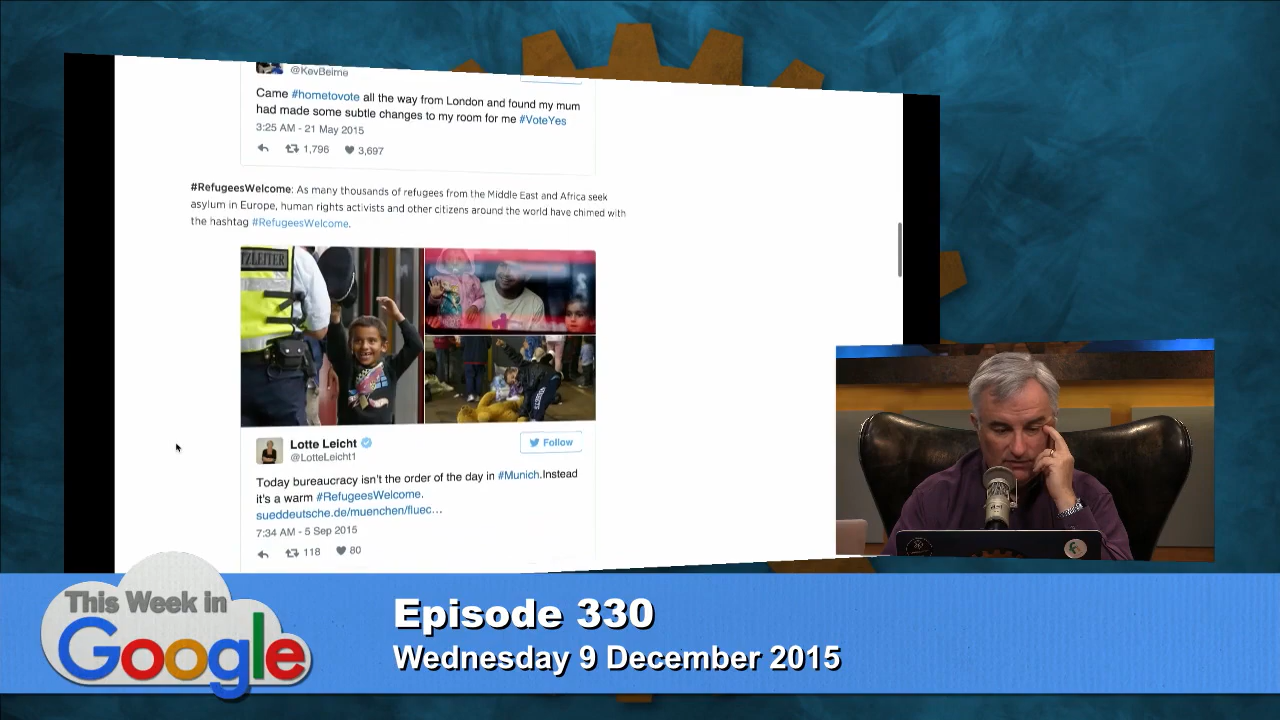 @KevBeirne
Came #hometovote all the way from London and found my mum
had made some subtle changes to my room for me #VoteYes
3:25 AM - 21 May 2015
1,796 3,697
#RefugeesWelcome: As many thousands of refugees from the Middle East and Africa seek
asylum in Europe, human rights activists and other citizens around the world have chimed with
the hashtag #RefugeesWelcome.
TZLEITER
Lotte Leicht
@LotteLeicht1
Follow
Today bureaucracy isn't the order of the day in #Munich.Instead
it's a warm #RefugeesWelcome.
sueddeutsche.de/muenchen/fluec...
7:34 AM - 5 Sep 2015
118 80
This Week in
Google
Episode 330
Wednesday 9 December 2015